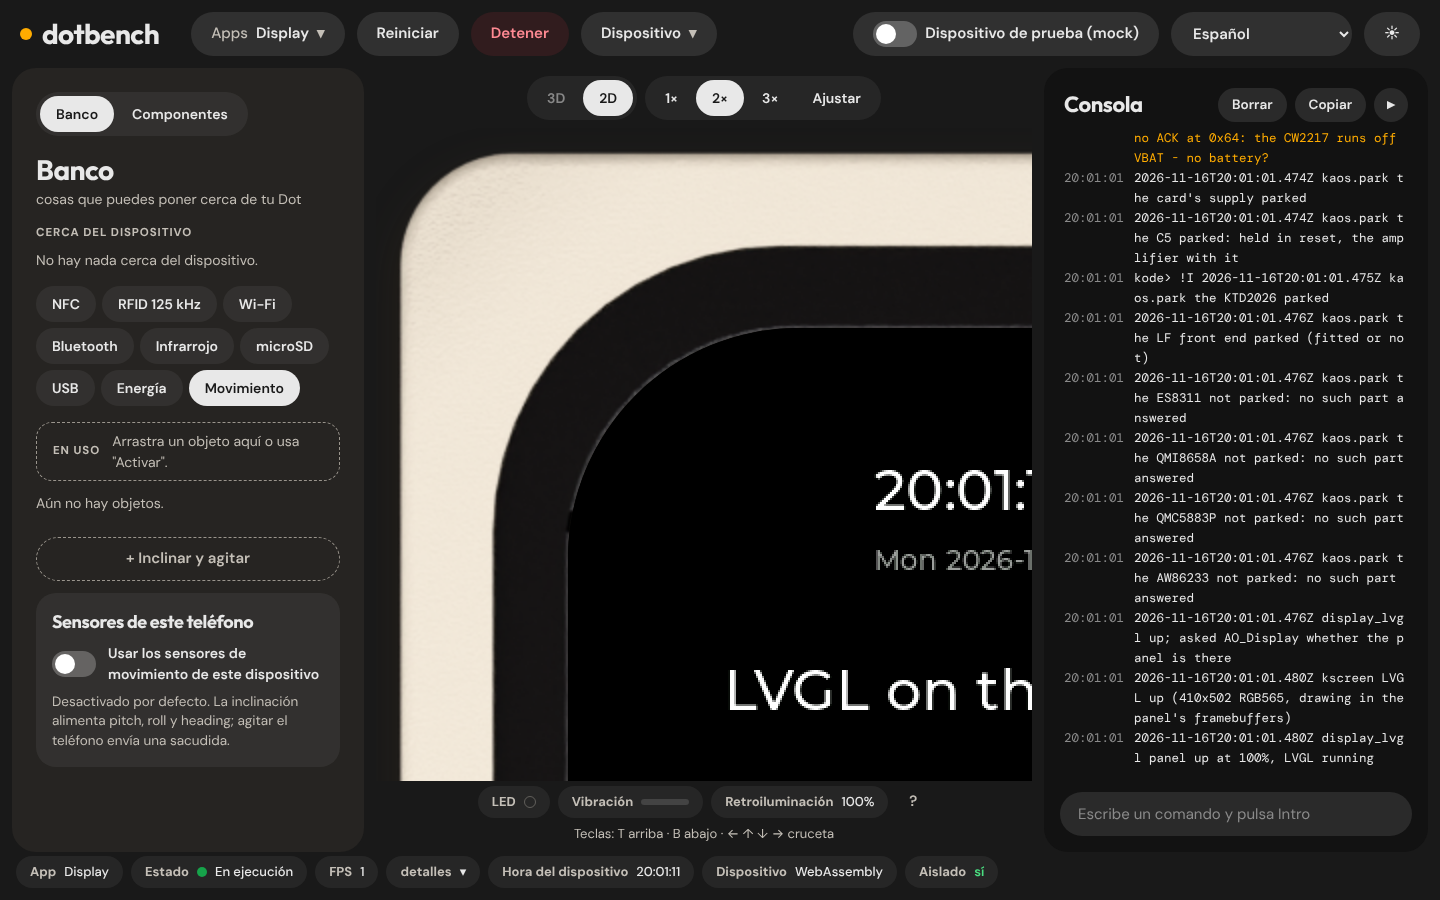 dotbench
Apps Display ▾
Reiniciar
Detener
Dispositivo ▾
Dispositivo de prueba (mock)
Español
Banco
Componentes
Banco
cosas que puedes poner cerca de tu Dot
CERCA DEL DISPOSITIVO
No hay nada cerca del dispositivo.
NFC
RFID 125 kHz
Wi-Fi
Bluetooth
Infrarrojo
microSD
USB
Energía
Movimiento
EN USO
Arrastra un objeto aquí o usa
"Activar".
Aún no hay objetos.
+ Inclinar y agitar
Sensores de este teléfono
Usar los sensores de
movimiento de este dispositivo
Desactivado por defecto. La inclinación
alimenta pitch, roll y heading; agitar el
teléfono envía una sacudida.
3D
2D
1×
2×
3×
Ajustar
20:01:1
Mon 2026-1
LVGL on th
LED
Vibración
Retroiluminación 100%
?
Teclas: T arriba · B abajo · ← ↑ ↓ → cruceta
Consola
Borrar
Copiar
no ACK at 0x64: the CW2217 runs off
VBAT - no battery?
20:01:01 2026-11-16T20:01:01.474Z kaos.park t
he card's supply parked
20:01:01 2026-11-16T20:01:01.474Z kaos.park t
he C5 parked: held in reset, the amp
lifier with it
20:01:01 kode> !I 2026-11-16T20:01:01.475Z ka
os.park the KTD2026 parked
20:01:01 2026-11-16T20:01:01.476Z kaos.park t
he LF front end parked (fitted or no
t)
20:01:01 2026-11-16T20:01:01.476Z kaos.park t
he ES8311 not parked: no such part a
nswered
20:01:01 2026-11-16T20:01:01.476Z kaos.park t
he QMI8658A not parked: no such part
answered
20:01:01 2026-11-16T20:01:01.476Z kaos.park t
he QMC5883P not parked: no such part
answered
20:01:01 2026-11-16T20:01:01.476Z kaos.park t
he AW86233 not parked: no such part
answered
20:01:01 2026-11-16T20:01:01.476Z display_lvg
l up; asked AO_Display whether the p
anel is there
20:01:01 2026-11-16T20:01:01.480Z kscreen LVG
L up (410x502 RGB565, drawing in the
panel's framebuffers)
20:01:01 2026-11-16T20:01:01.480Z display_lvg
l panel up at 100%, LVGL running
Escribe un comando y pulsa Intro
App Display
Estado En ejecución
FPS 1
detalles ▾
Hora del dispositivo 20:01:11
Dispositivo WebAssembly
Aislado sí